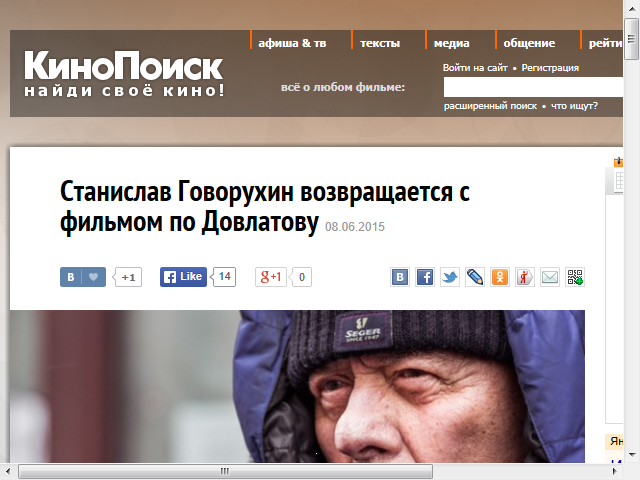 афиша & тв тексты медиа общение рейти
КиноПоиск
найди своё кино!
Войти на сайт • Регистрация
всё о любом фильме:
расширенный поиск • что ищут?
Станислав Говорухин возвращается с
фильмом по Довлатову 08.06.2015
В +1 Like 14 g+1 0
SEGER
SINCE 1947
Ян